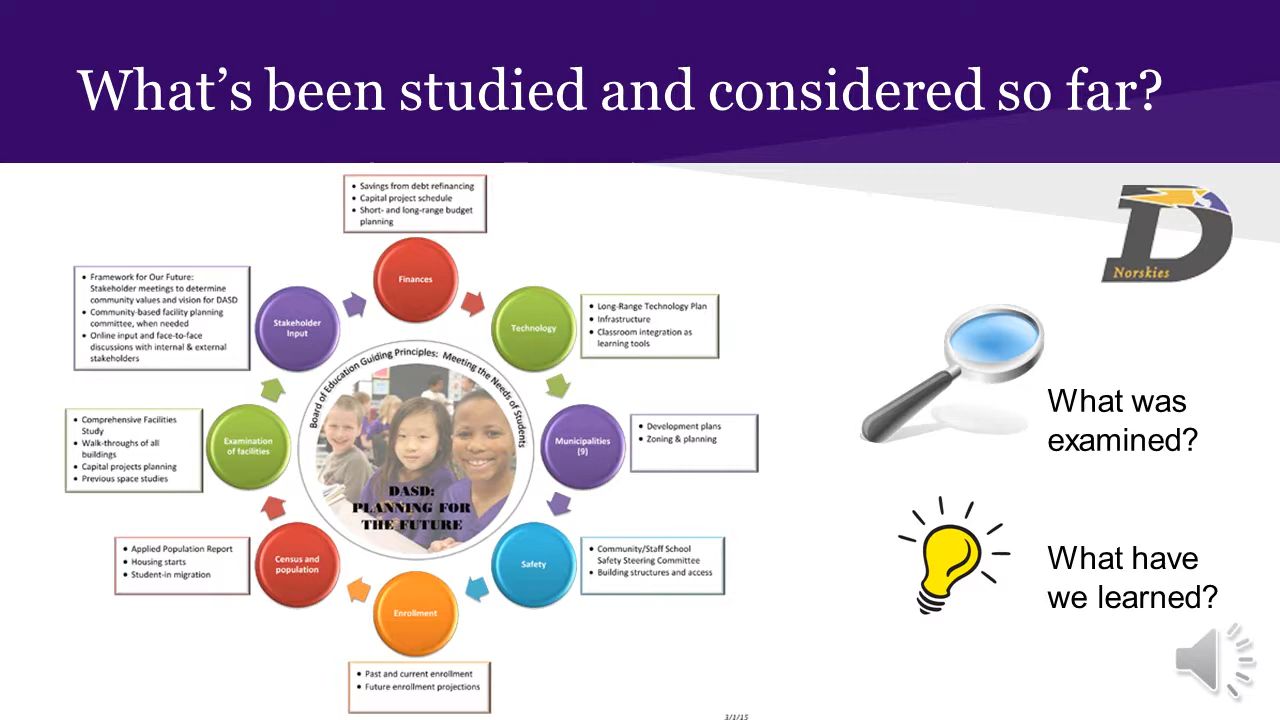 What's been studied and considered so far?
• Savings from debt refinancing
• Capital project schedule
• Short- and long-range budget
planning
Finances
• Framework for Our Future:
Stakeholder meetings to determine
community values and vision for DASD
• Community-based facility planning
committee, when needed
• Online input and face-to-face
discussions with internal & external
stakeholders
Stakeholder
Input
Technology
• Long-Range Technology Plan
• Infrastructure
• Classroom integration as
learning tools
Norskies
Board of Education Guiding Principles: Meeting the Needs of Students
DASD:
PLANNING FOR
THE FUTURE
• Comprehensive Facilities
Study
• Walk-throughs of all
buildings
• Capital projects planning
• Previous space studies
Examination
of facilities
Municipalities
(9)
• Development plans
• Zoning & planning
What was
examined?
• Applied Population Report
• Housing starts
• Student-in migration
Census and
population
Safety
• Community/Staff School
Safety Steering Committee
• Building structures and access
What have
we learned?
Enrollment
• Past and current enrollment
• Future enrollment projections
3/1/15